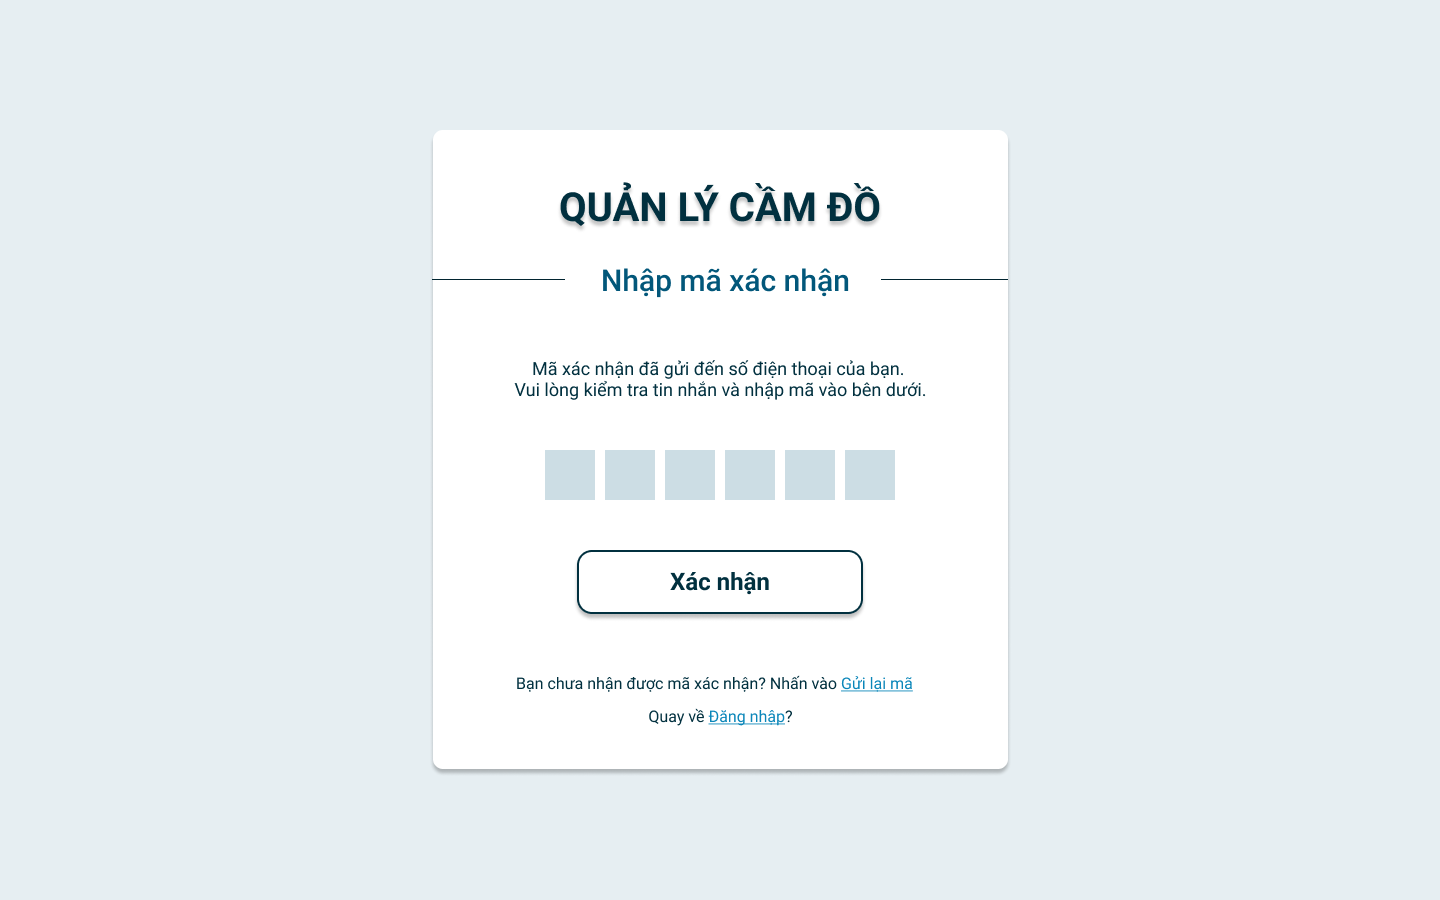 QUẢN LÝ CẦM ĐỒ
Nhập mã xác nhận
Mã xác nhận đã gửi đến số điện thoại của bạn.
Vui lòng kiểm tra tin nhắn và nhập mã vào bên dưới.
Xác nhận
Bạn chưa nhận được mã xác nhận? Nhấn vào Gửi lại mã
Quay về Đăng nhập?